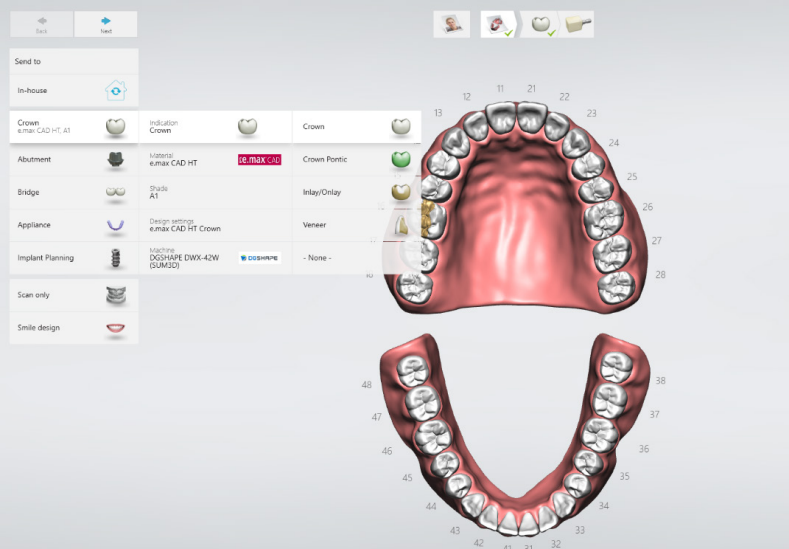 Back
Next
Send to
In-house
Crown
e.max CAD HT, A1
Indication
Crown
Crown
Abutment
Material
e.max CAD HT
e.max CAD
Crown Pontic
Bridge
Shade
A1
Inlay/Onlay
Appliance
Design settings
e.max CAD HT Crown
Veneer
Implant Planning
Machine
DGSHAPE DWX-42W
(SUM3D)
DGSHAPE
- None -
Scan only
Smile design
11
21
12
22
13
23
24
25
26
27
28
48
38
47
37
46
36
45
35
44
34
43
33
42
32
41
31